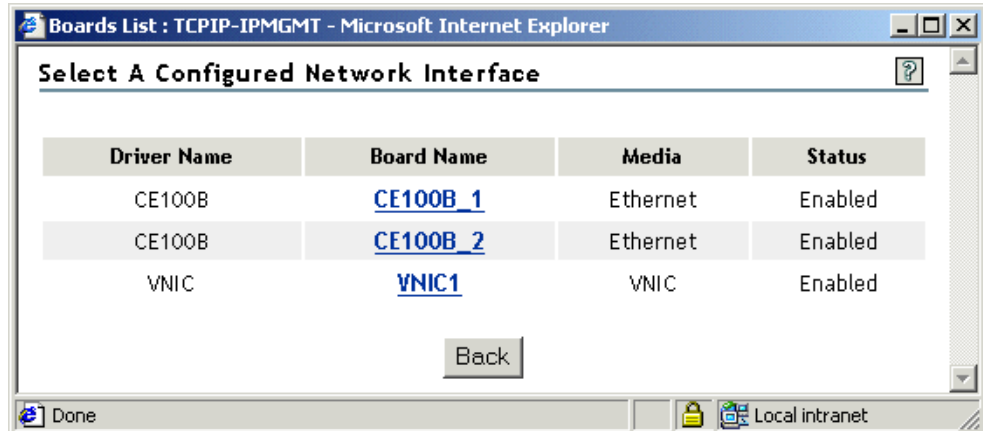 Boards List : TCPIP-IPMGMT - Microsoft Internet Explorer
Select A Configured Network Interface ?
Driver Name Board Name Media Status
CE100B CE100B_1 Ethernet Enabled
CE100B CE100B_2 Ethernet Enabled
VNIC VNIC1 VNIC Enabled
Back
Done Local intranet